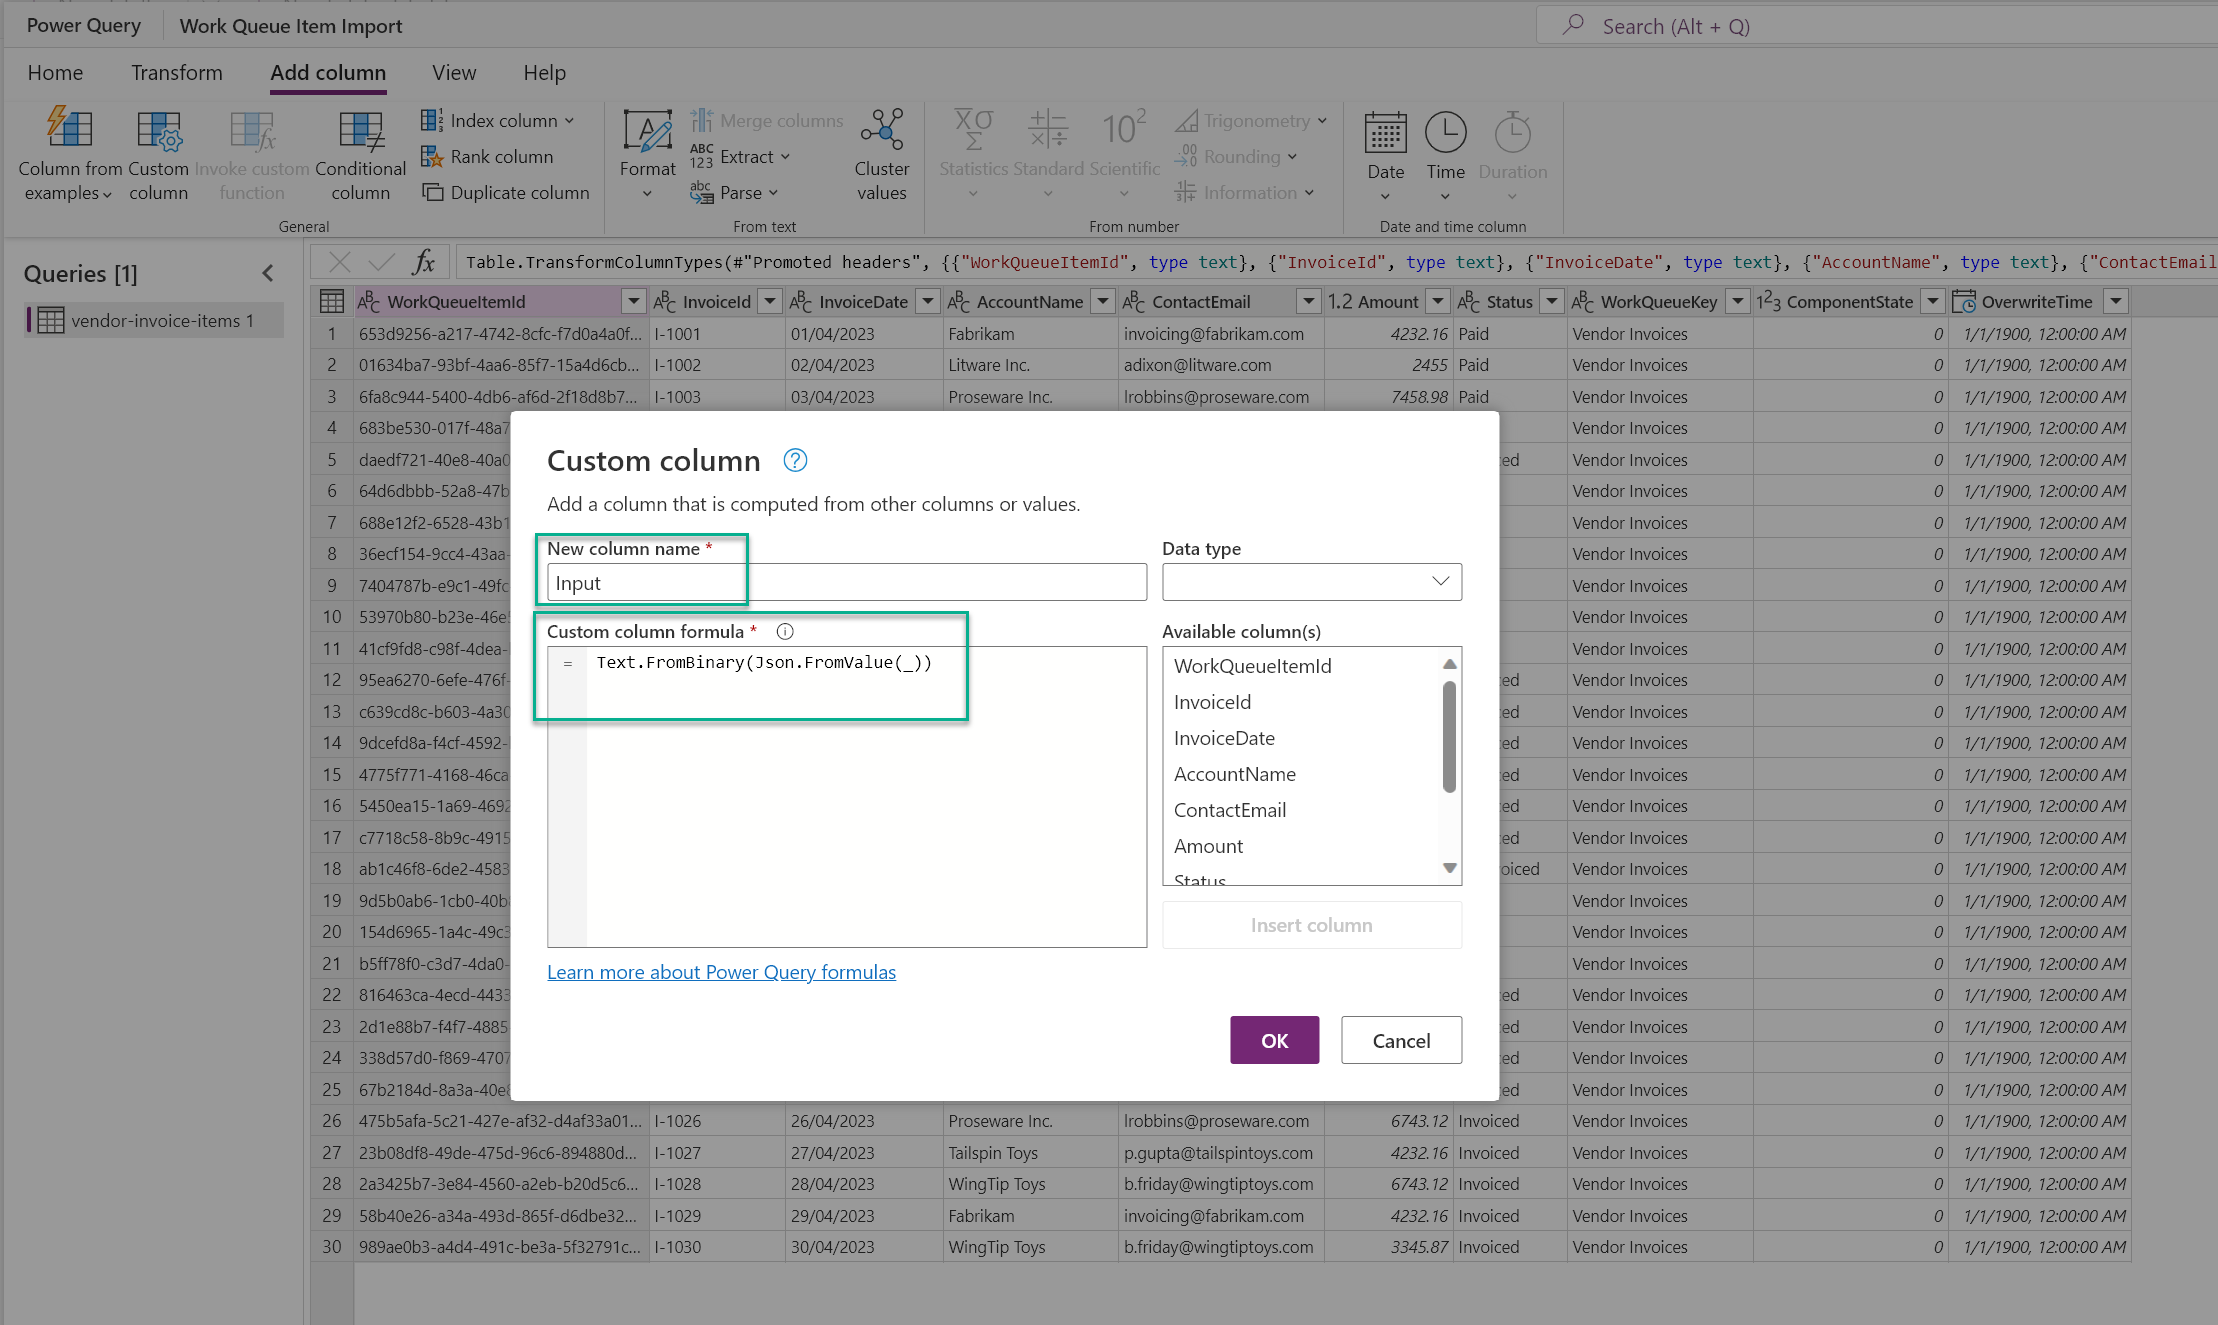 Power Query Work Queue Item Import Search (Alt + Q)
Home Transform Add column View Help
Column from examples Custom column Invoke custom function Conditional column
Index column
Rank column
Duplicate column
General
Format
Merge columns
ABC 123 Extract
abc Parse
Cluster values
From text
Statistics Standard Scientific
Trigonometry
Rounding
Information
From number
Date Time Duration
Date and time column
Queries [1]
vendor-invoice-items 1
fx Table.TransformColumnTypes(#"Promoted headers", {{"WorkQueueItemId", type text}, {"InvoiceId", type text}, {"InvoiceDate", type text}, {"AccountName", type text}, {"ContactEmail
WorkQueueItemId InvoiceId InvoiceDate AccountName ContactEmail 1.2 Amount Status WorkQueueKey ComponentState OverwriteTime
1 653d9256-a217-4742-8cfc-f7d0a4a0f... I-1001 01/04/2023 Fabrikam invoicing@fabrikam.com 4232.16 Paid Vendor Invoices 0 1/1/1900, 12:00:00 AM
2 01634ba7-93bf-4aa6-85f7-15a4d6cb... I-1002 02/04/2023 Litware Inc. adixon@litware.com 2455 Paid Vendor Invoices 0 1/1/1900, 12:00:00 AM
3 6fa8c944-5400-4db6-af6d-2f18d8b7... I-1003 03/04/2023 Proseware Inc. lrobbins@proseware.com 7458.98 Paid Vendor Invoices 0 1/1/1900, 12:00:00 AM
4 683be530-017f-48a7 Vendor Invoices 0 1/1/1900, 12:00:00 AM
5 daedf721-40e8-40a0 ed Vendor Invoices 0 1/1/1900, 12:00:00 AM
6 64d6dbbb-52a8-47b Vendor Invoices 0 1/1/1900, 12:00:00 AM
7 688e12f2-6528-43b1 Vendor Invoices 0 1/1/1900, 12:00:00 AM
8 36ecf154-9cc4-43aa- Vendor Invoices 0 1/1/1900, 12:00:00 AM
9 7404787b-e9c1-49fc Vendor Invoices 0 1/1/1900, 12:00:00 AM
10 53970b80-b23e-46e Vendor Invoices 0 1/1/1900, 12:00:00 AM
11 41cf9fd8-c98f-4dea- Vendor Invoices 0 1/1/1900, 12:00:00 AM
12 95ea6270-6efe-476f- ed Vendor Invoices 0 1/1/1900, 12:00:00 AM
13 c639cd8c-b603-4a30 ed Vendor Invoices 0 1/1/1900, 12:00:00 AM
14 9dcefd8a-f4cf-4592- ed Vendor Invoices 0 1/1/1900, 12:00:00 AM
15 4775f771-4168-46ca ed Vendor Invoices 0 1/1/1900, 12:00:00 AM
16 5450ea15-1a69-4692 ed Vendor Invoices 0 1/1/1900, 12:00:00 AM
17 c7718c58-8b9c-4915 ed Vendor Invoices 0 1/1/1900, 12:00:00 AM
18 ab1c46f8-6de2-4583 oiced Vendor Invoices 0 1/1/1900, 12:00:00 AM
19 9d5b0ab6-1cb0-40b Vendor Invoices 0 1/1/1900, 12:00:00 AM
20 154d6965-1a4c-49c3 Vendor Invoices 0 1/1/1900, 12:00:00 AM
21 b5ff78f0-c3d7-4da0- Vendor Invoices 0 1/1/1900, 12:00:00 AM
22 816463ca-4ecd-4433 ed Vendor Invoices 0 1/1/1900, 12:00:00 AM
23 2d1e88b7-f4f7-4885 ed Vendor Invoices 0 1/1/1900, 12:00:00 AM
24 338d57d0-f869-4707 ed Vendor Invoices 0 1/1/1900, 12:00:00 AM
25 67b2184d-8a3a-40e ed Vendor Invoices 0 1/1/1900, 12:00:00 AM
26 475b5afa-5c21-427e-af32-d4af33a01... I-1026 26/04/2023 Proseware Inc. lrobbins@proseware.com 6743.12 Invoiced Vendor Invoices 0 1/1/1900, 12:00:00 AM
27 23b08df8-49de-475d-96c6-894880d... I-1027 27/04/2023 Tailspin Toys p.gupta@tailspintoys.com 4232.16 Invoiced Vendor Invoices 0 1/1/1900, 12:00:00 AM
28 2a3425b7-3e84-4560-a2eb-b20d5c6... I-1028 28/04/2023 WingTip Toys b.friday@wingtiptoys.com 6743.12 Invoiced Vendor Invoices 0 1/1/1900, 12:00:00 AM
29 58b40e26-a34a-493d-865f-d6dbe32... I-1029 29/04/2023 Fabrikam invoicing@fabrikam.com 4232.16 Invoiced Vendor Invoices 0 1/1/1900, 12:00:00 AM
30 989ae0b3-a4d4-491c-be3a-5f32791c... I-1030 30/04/2023 WingTip Toys b.friday@wingtiptoys.com 3345.87 Invoiced Vendor Invoices 0 1/1/1900, 12:00:00 AM
Custom column
Add a column that is computed from other columns or values.
New column name *
Input
Data type
Custom column formula *
= Text.FromBinary(Json.FromValue(_))
Available column(s)
WorkQueueItemId
InvoiceId
InvoiceDate
AccountName
ContactEmail
Amount
Status
Insert column
Learn more about Power Query formulas
OK Cancel